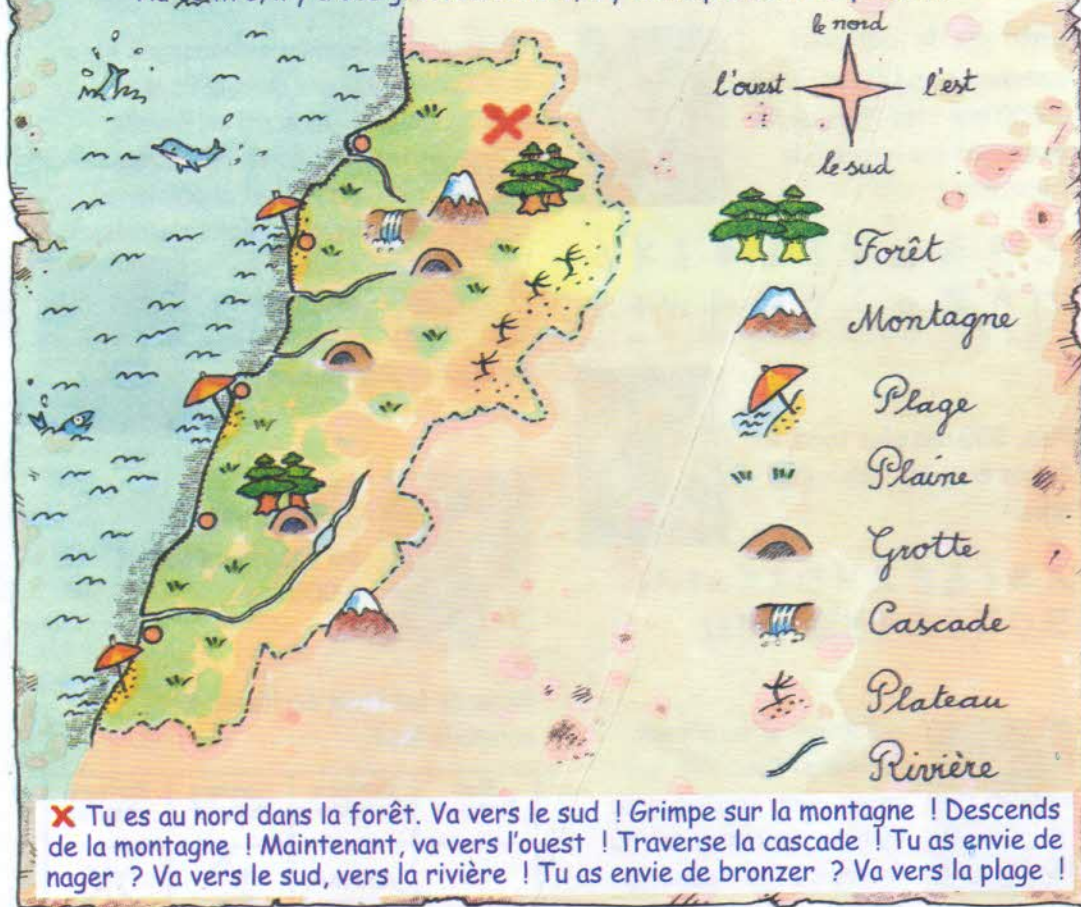 le nord
l'ouest
l'est
le sud
Forêt
Montagne
Plage
Plaine
Grotte
Cascade
Plateau
Rivière
X Tu es au nord dans la forêt. Va vers le sud ! Grimpe sur la montagne ! Descends
de la montagne ! Maintenant, va vers l'ouest ! Traverse la cascade ! Tu as envie de
nager ? Va vers le sud, vers la rivière ! Tu as envie de bronzer ? Va vers la plage !